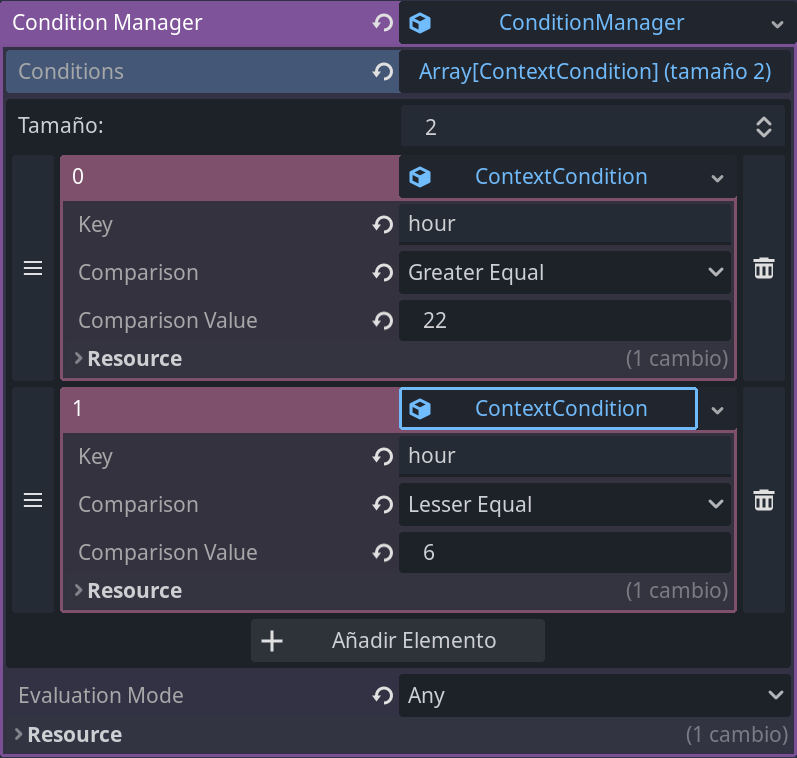 Condition Manager ConditionManager
Conditions Array[ContextCondition] (tamaño 2)
Tamaño: 2
0 ContextCondition
Key hour
Comparison Greater Equal
Comparison Value 22
Resource (1 cambio)
1 ContextCondition
Key hour
Comparison Lesser Equal
Comparison Value 6
Resource (1 cambio)
Añadir Elemento
Evaluation Mode Any
Resource (1 cambio)